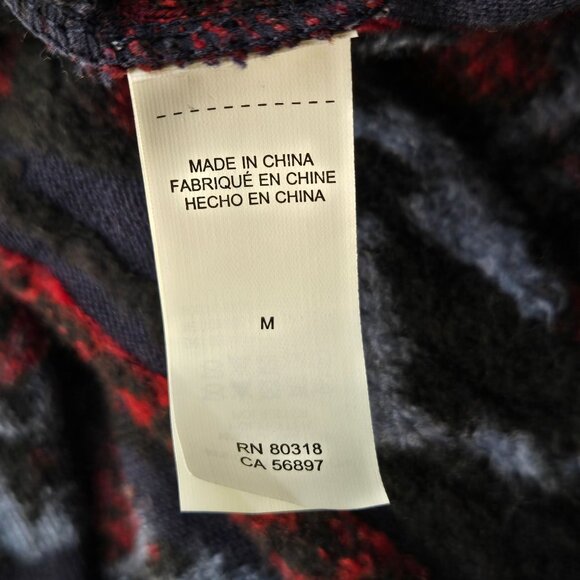 MADE IN CHINA
FABRIQUÉ EN CHINE
HECHO EN CHINA
M
RN 80318
CA 56897